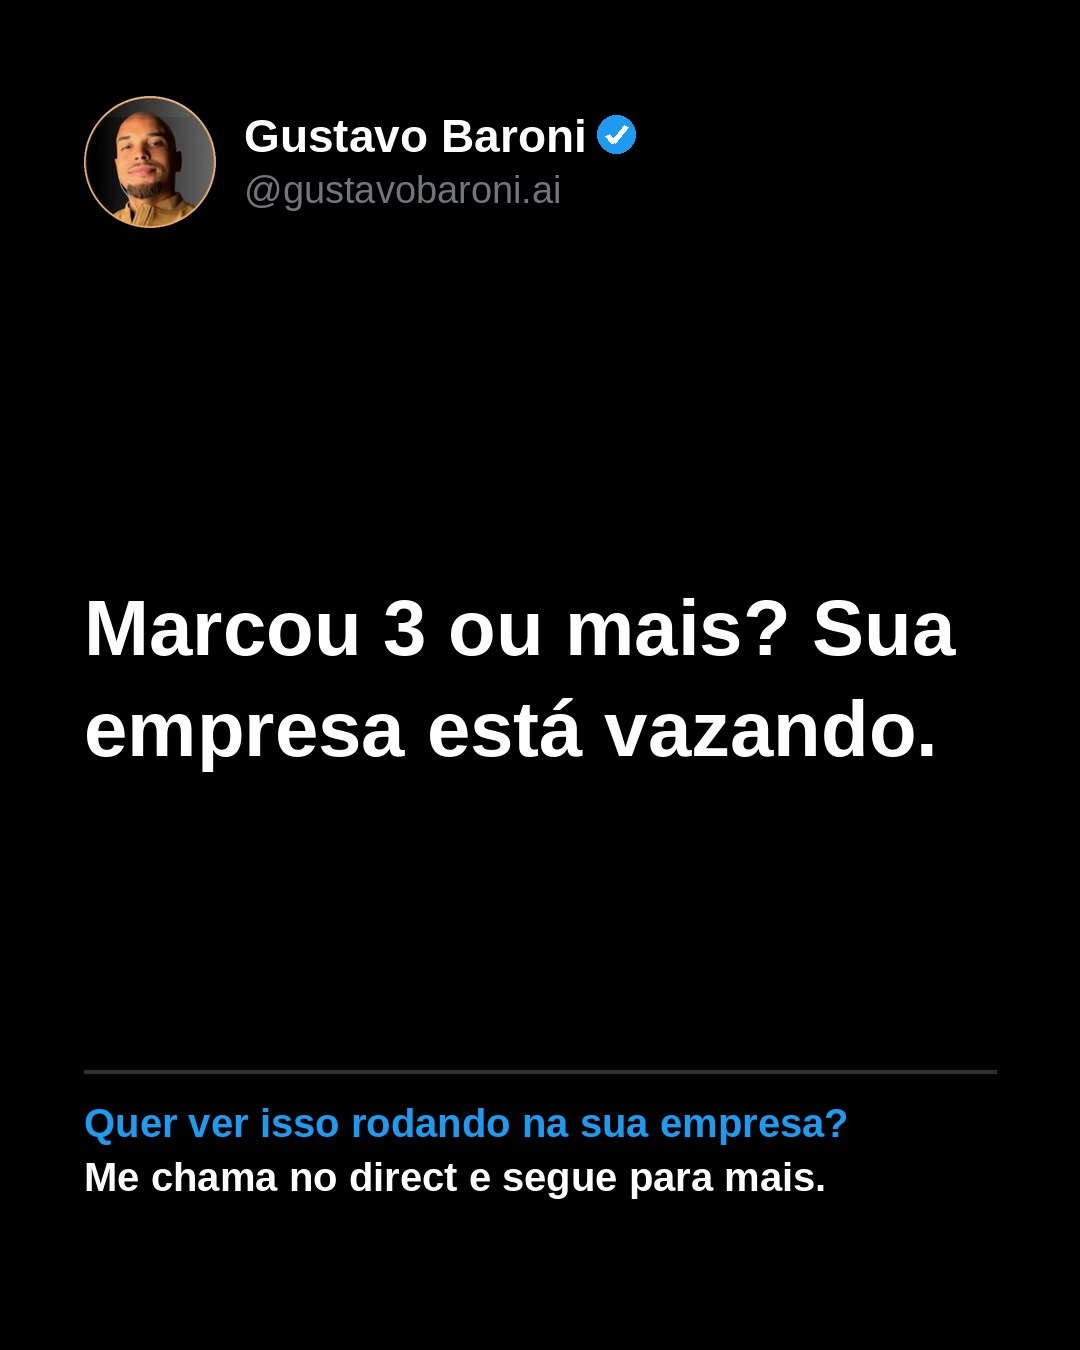 Gustavo Baroni
@gustavobaroni.ai
Marcou 3 ou mais? Sua
empresa está vazando.
Quer ver isso rodando na sua empresa?
Me chama no direct e segue para mais.